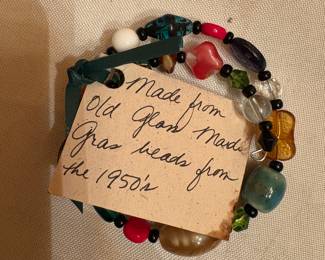 Made from
Old Glass Mardi
Gras beads from
the 1950's